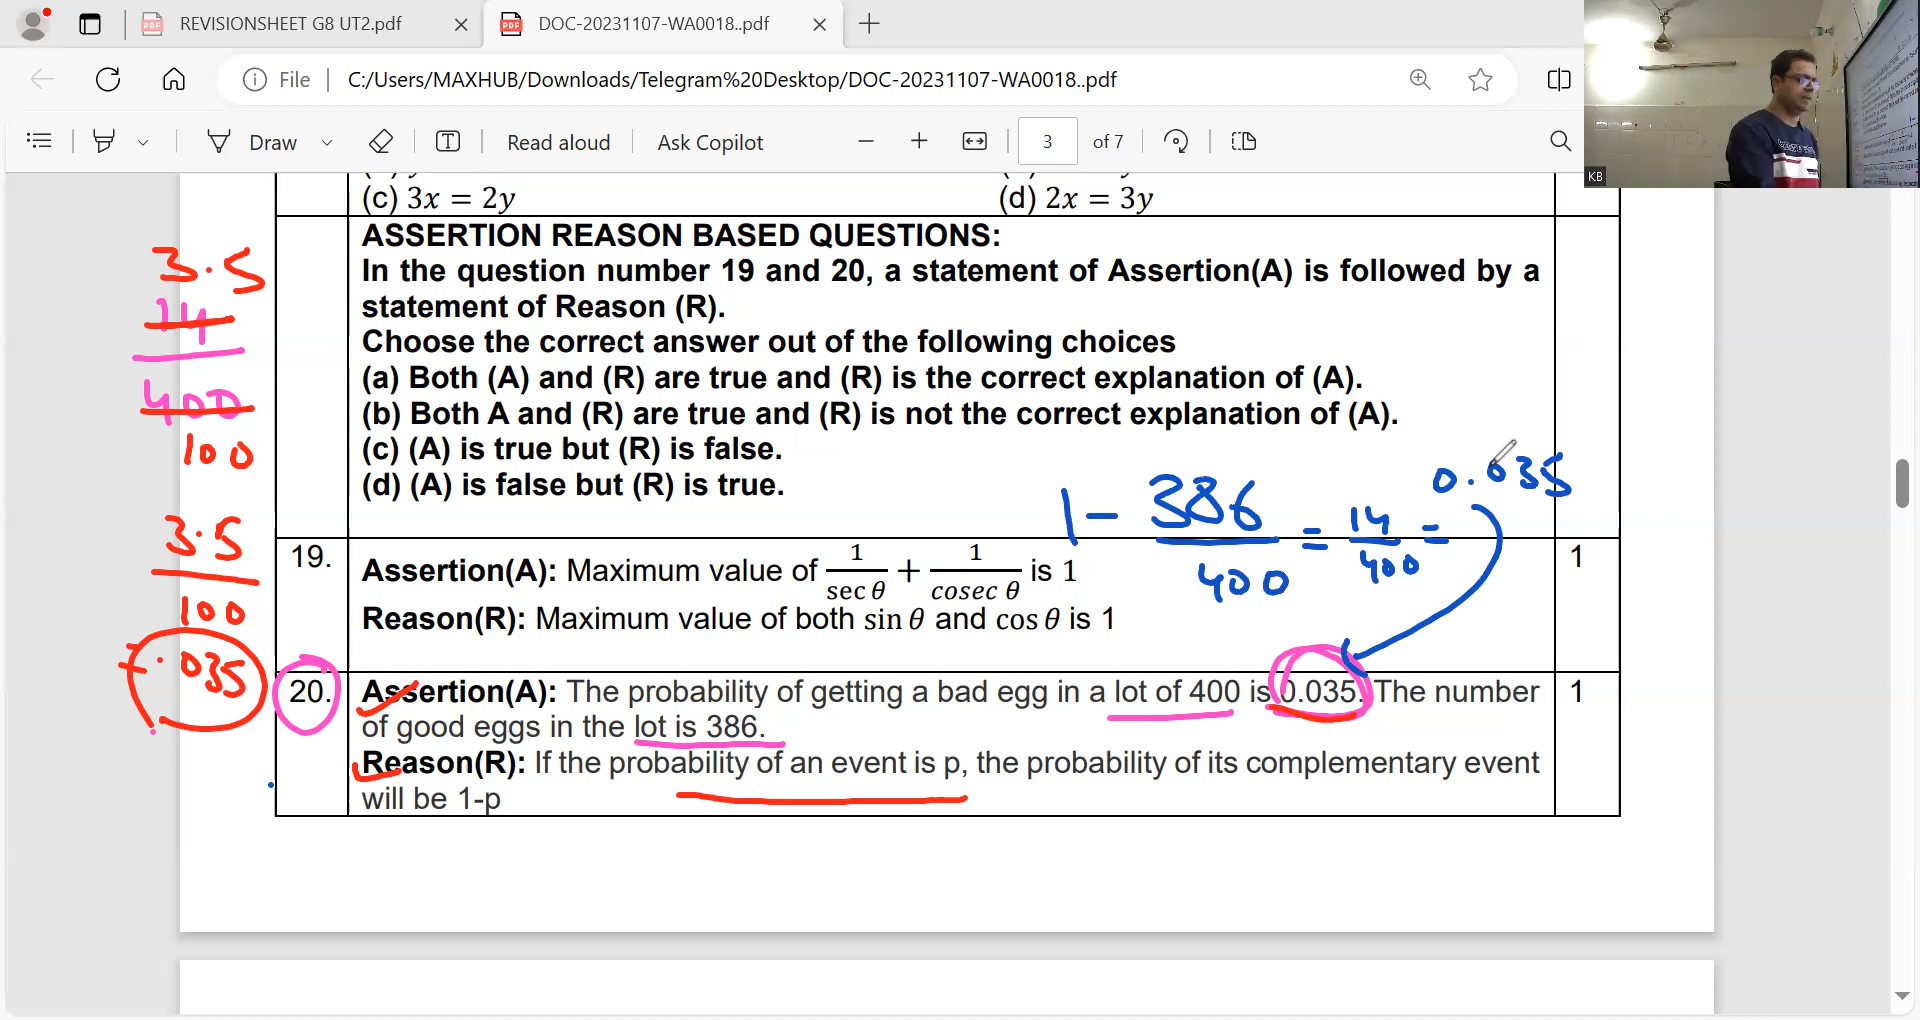 REVISIONSHEET G8 UT2.pdf
DOC-20231107-WA0018..pdf
File
C:/Users/MAXHUB/Downloads/Telegram%20Desktop/DOC-20231107-WA0018..pdf
Draw
Read aloud
Ask Copilot
3 of 7
KB
(c) 3x = 2y
(d) 2x = 3y
ASSERTION REASON BASED QUESTIONS:
In the question number 19 and 20, a statement of Assertion(A) is followed by a
statement of Reason (R).
Choose the correct answer out of the following choices
(a) Both (A) and (R) are true and (R) is the correct explanation of (A).
(b) Both A and (R) are true and (R) is not the correct explanation of (A).
(c) (A) is true but (R) is false.
(d) (A) is false but (R) is true.
3.5
14
400
100
3.5
100
.035
1 - 386/400 = 14/400 = 0.035
19. Assertion(A): Maximum value of 1/sec θ + 1/cosec θ is 1 1
Reason(R): Maximum value of both sin θ and cos θ is 1
20. Assertion(A): The probability of getting a bad egg in a lot of 400 is 0.035. The number 1
of good eggs in the lot is 386.
Reason(R): If the probability of an event is p, the probability of its complementary event
will be 1-p